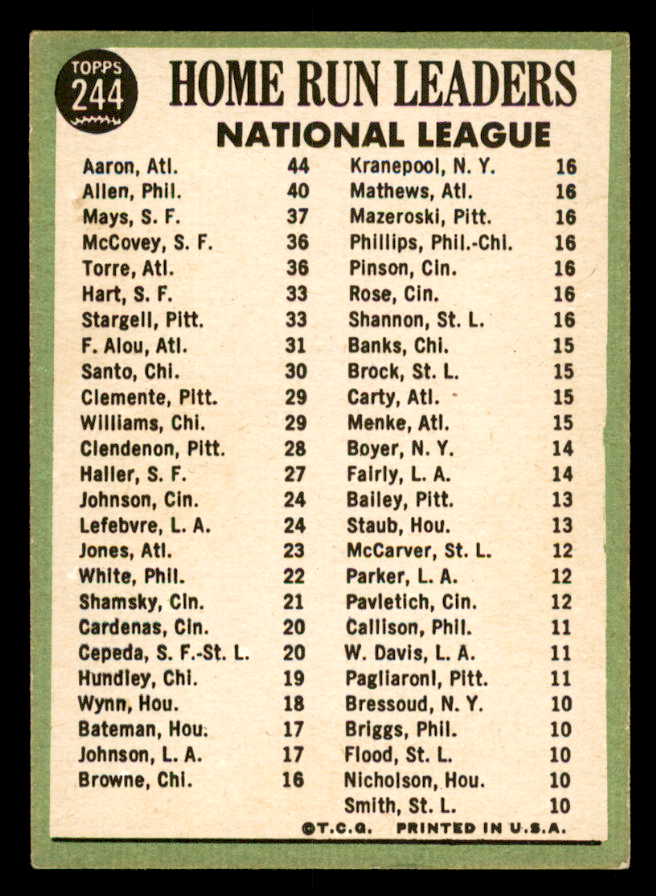 TOPPS
244
HOME RUN LEADERS
NATIONAL LEAGUE
Aaron, Atl. 44
Allen, Phil. 40
Mays, S. F. 37
McCovey, S. F. 36
Torre, Atl. 36
Hart, S. F. 33
Stargell, Pitt. 33
F. Alou, Atl. 31
Santo, Chi. 30
Clemente, Pitt. 29
Williams, Chi. 29
Clendenon, Pitt. 28
Haller, S. F. 27
Johnson, Cin. 24
Lefebvre, L. A. 24
Jones, Atl. 23
White, Phil. 22
Shamsky, Cin. 21
Cardenas, Cin. 20
Cepeda, S. F.-St. L. 20
Hundley, Chi. 19
Wynn, Hou. 18
Bateman, Hou. 17
Johnson, L. A. 17
Browne, Chi. 16
Kranepool, N. Y. 16
Mathews, Atl. 16
Mazeroski, Pitt. 16
Phillips, Phil.-Chi. 16
Pinson, Cin. 16
Rose, Cin. 16
Shannon, St. L. 16
Banks, Chi. 15
Brock, St. L. 15
Carty, Atl. 15
Menke, Atl. 15
Boyer, N. Y. 14
Fairly, L. A. 14
Bailey, Pitt. 13
Staub, Hou. 13
McCarver, St. L. 12
Parker, L. A. 12
Pavletich, Cin. 12
Callison, Phil. 11
W. Davis, L. A. 11
Pagliaroni, Pitt. 11
Bressoud, N. Y. 10
Briggs, Phil. 10
Flood, St. L. 10
Nicholson, Hou. 10
Smith, St. L. 10
©T.C.G. PRINTED IN U.S.A.